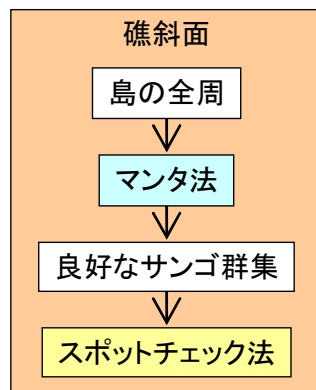 礁斜面
島の全周
マンタ法
良好なサンゴ群集
スポットチェック法